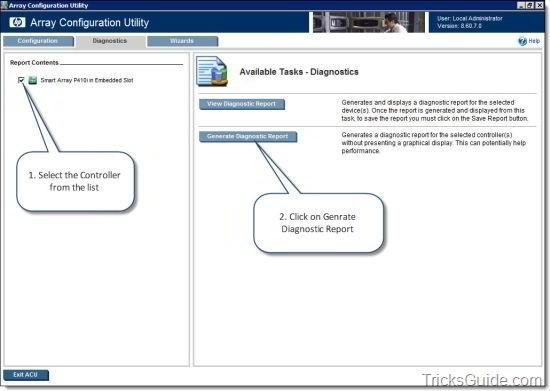 Array Configuration Utility
hp
Array Configuration Utility
User: Local Administrator
Version: 8.60.7.0
Configuration
Diagnostics
Wizards
? Help
Report Contents
Smart Array P410i in Embedded Slot
Available Tasks - Diagnostics
View Diagnostic Report
Generates and displays a diagnostic report for the selected
device(s). Once the report is generated and displayed from this
task, to save the report you must click on the Save Report button.
Generate Diagnostic Report
Generates a diagnostic report for the selected controller(s)
without presenting a graphical display. This can potentially help
performance.
1. Select the Controller
from the list
2. Click on Genrate
Diagnostic Report
Exit ACU
TricksGuide.com